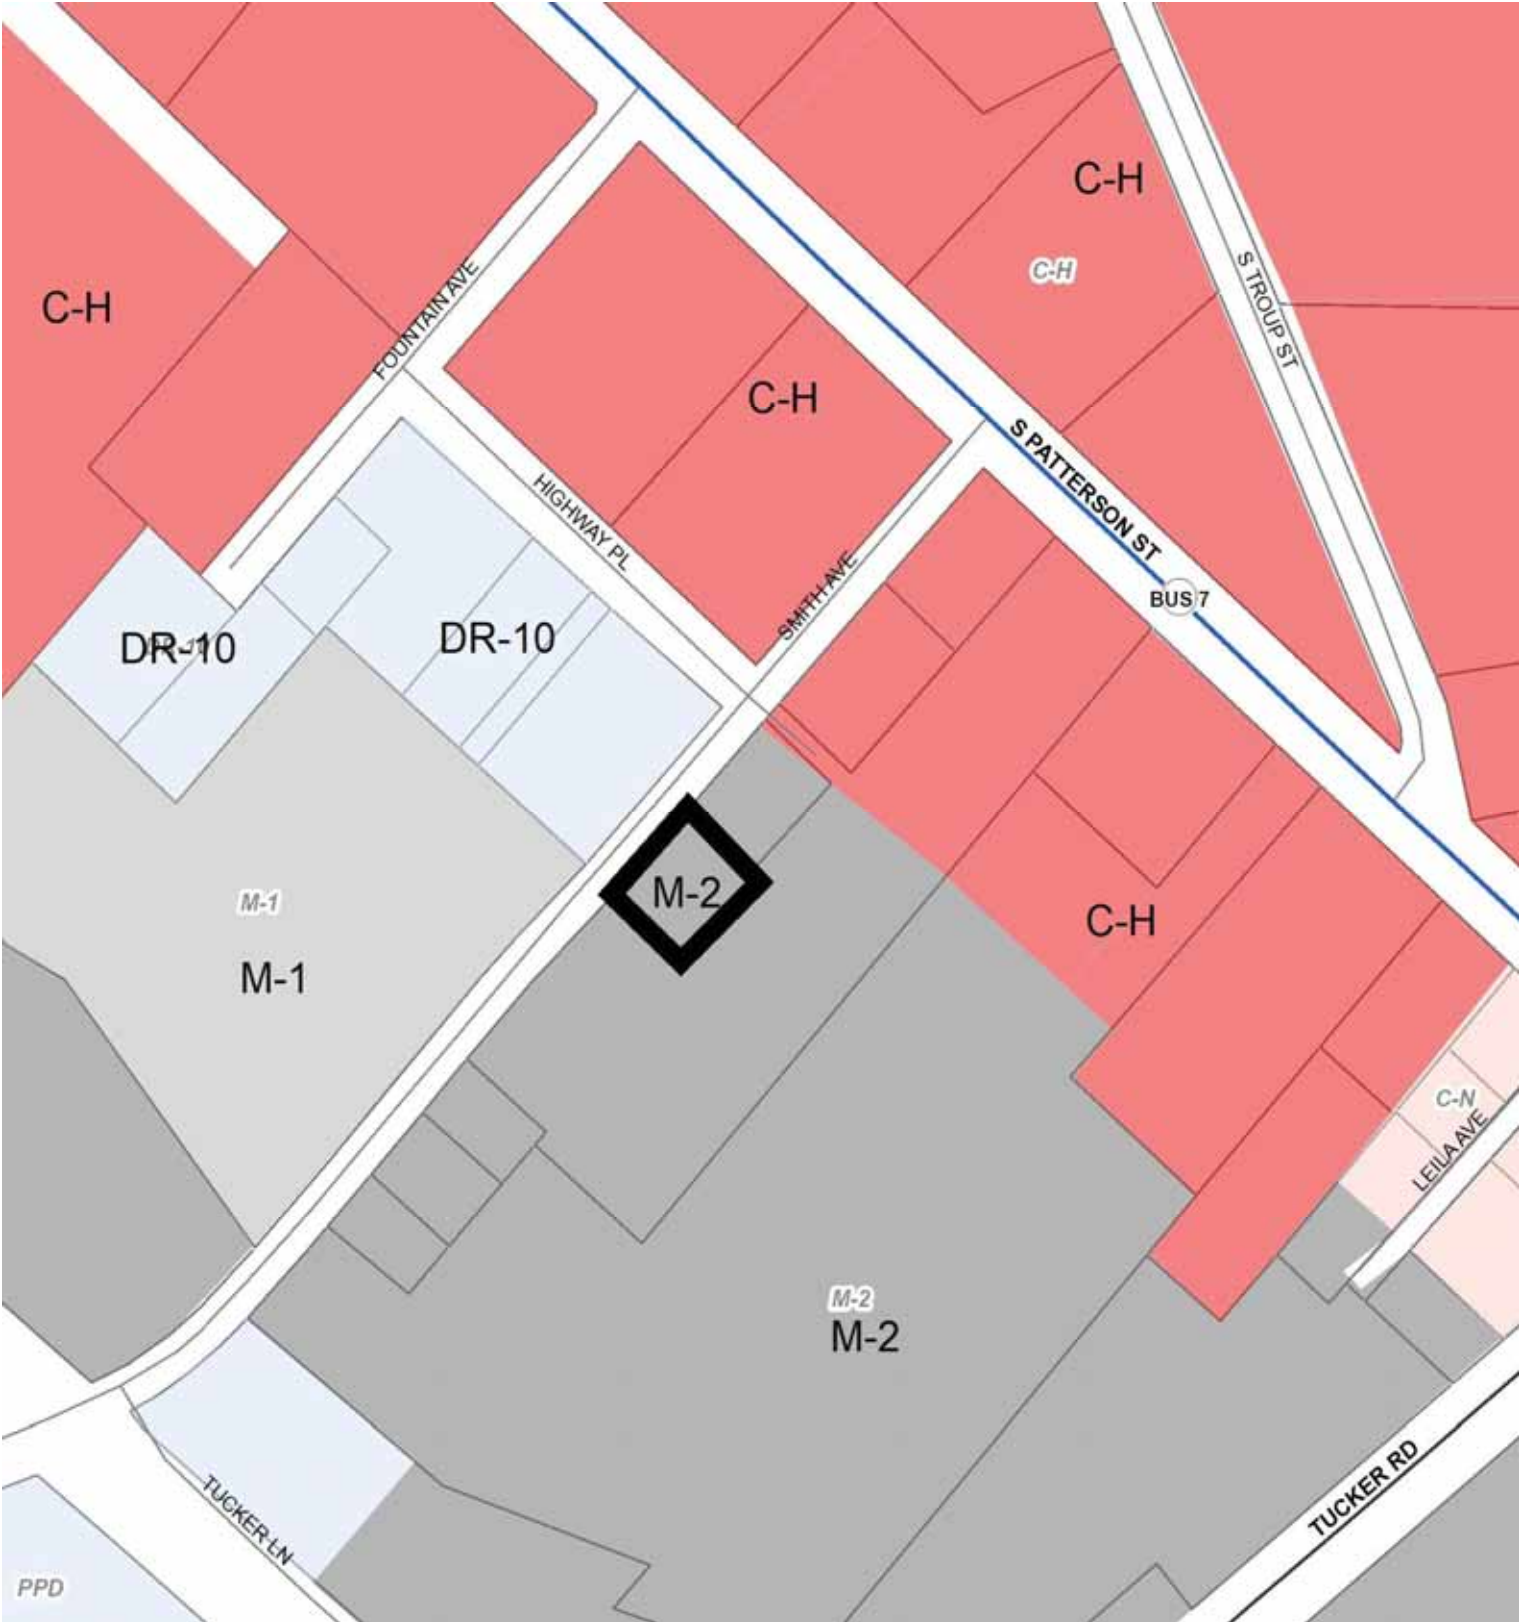 C-H
C-H
S TROUP ST
FOUNTAIN AVE
C-H
C-H
S PATTERSON ST
HIGHWAY PL
SMITH AVE
BUS 7
DR-10
DR-10
M-2
M-1
M-1
C-H
C-N
LEILA AVE
M-2
M-2
TUCKER RD
TUCKER LN
PPD